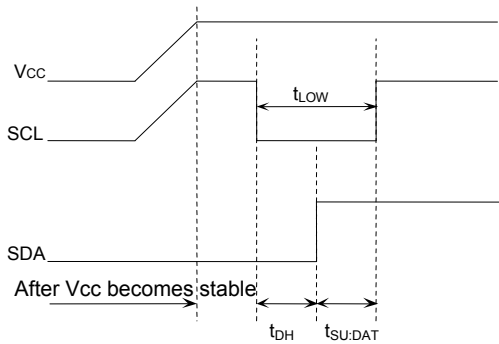 VCC
tLOW
SCL
SDA
After Vcc becomes stable
tDH
tSU;DAT